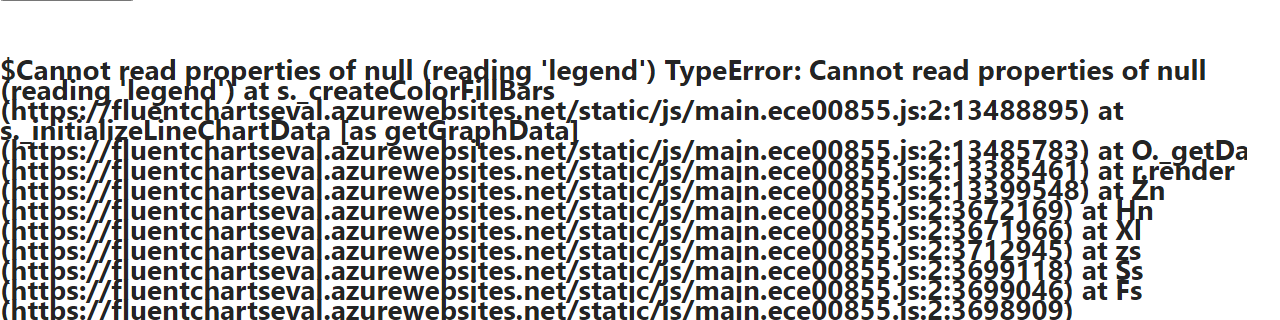 $Cannot read properties of null (reading 'legend') TypeError: Cannot read properties of null
(reading 'legend') at s._createColorFillBars
(https://fluentchartseval.azurewebsites.net/static/js/main.ece00855.js:2:13488895) at
s._initializeLineChartData [as getGraphData]
(https://fluentchartseval.azurewebsites.net/static/js/main.ece00855.js:2:13485783) at O._getDa
(https://fluentchartseval.azurewebsites.net/static/js/main.ece00855.js:2:13385461) at r.render
(https://fluentchartseval.azurewebsites.net/static/js/main.ece00855.js:2:13399548) at Zn
(https://fluentchartseval.azurewebsites.net/static/js/main.ece00855.js:2:3672169) at Hn
(https://fluentchartseval.azurewebsites.net/static/js/main.ece00855.js:2:3671966) at Xl
(https://fluentchartseval.azurewebsites.net/static/js/main.ece00855.js:2:3712945) at zs
(https://fluentchartseval.azurewebsites.net/static/js/main.ece00855.js:2:3699118) at Ss
(https://fluentchartseval.azurewebsites.net/static/js/main.ece00855.js:2:3699046) at Fs
(https://fluentchartseval.azurewebsites.net/static/js/main.ece00855.js:2:3698909)